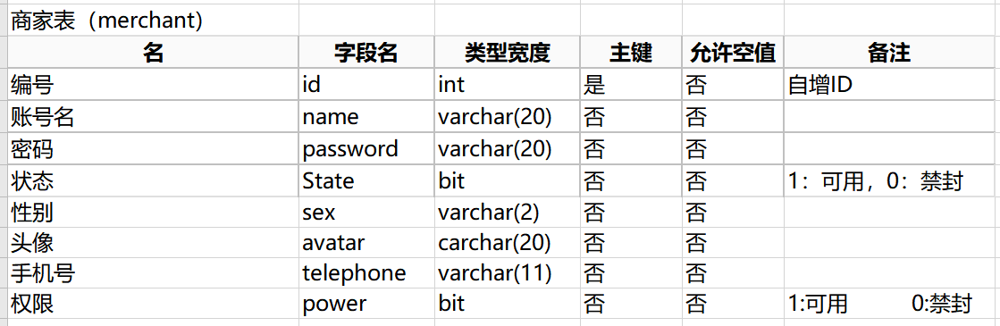 商家表（merchant）
名 字段名 类型宽度 主键 允许空值 备注
编号 id int 是 否 自增ID
账号名 name varchar(20) 否 否
密码 password varchar(20) 否 否
状态 State bit 否 否 1：可用，0：禁封
性别 sex varchar(2) 否 否
头像 avatar carchar(20) 否 否
手机号 telephone varchar(11) 否 否
权限 power bit 否 否 1:可用 0:禁封